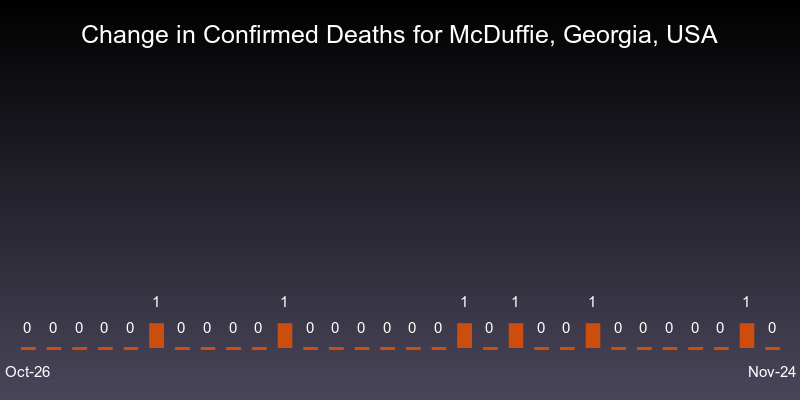 Change in Confirmed Deaths for McDuffie, Georgia, USA
0 0 0 0 0 1 0 0 0 0 1 0 0 0 0 0 0 1 0 1 0 0 1 0 0 0 0 0 1 0
Oct-26 Nov-24